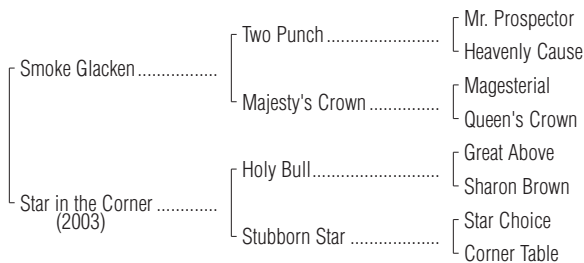 Mr. Prospector
Two Punch ........................
Heavenly Cause
Smoke Glacken ................
Magesterial
Majesty's Crown ...............
Queen's Crown
Great Above
Holy Bull...........................
Sharon Brown
Star in the Corner ............
(2003)
Star Choice
Stubborn Star ...................
Corner Table